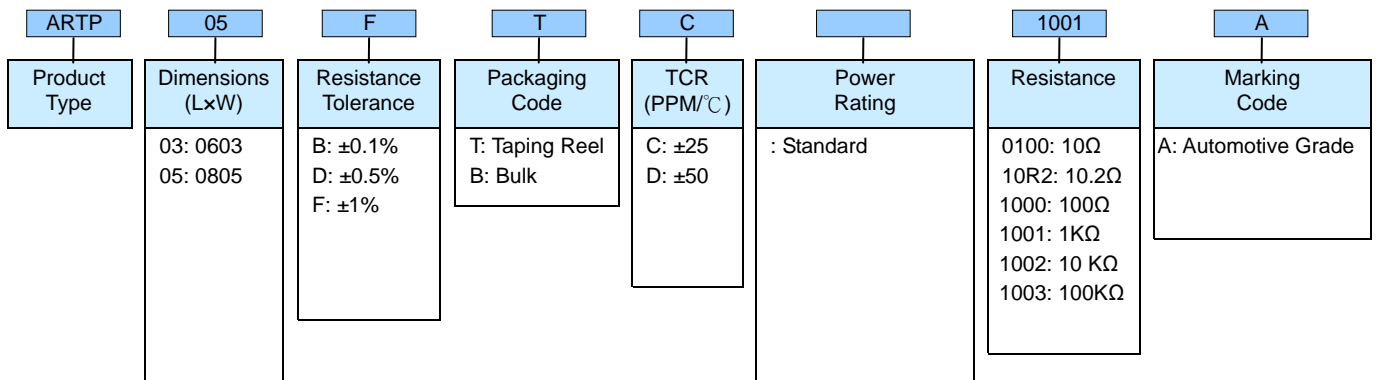 ARTP 05 F T C 1001 A
Product Type
Dimensions (L×W)
Resistance Tolerance
Packaging Code
TCR (PPM/℃)
Power Rating
Resistance
Marking Code
03: 0603
05: 0805
B: ±0.1%
D: ±0.5%
F: ±1%
T: Taping Reel
B: Bulk
C: ±25
D: ±50
: Standard
0100: 10Ω
10R2: 10.2Ω
1000: 100Ω
1001: 1KΩ
1002: 10 KΩ
1003: 100KΩ
A: Automotive Grade